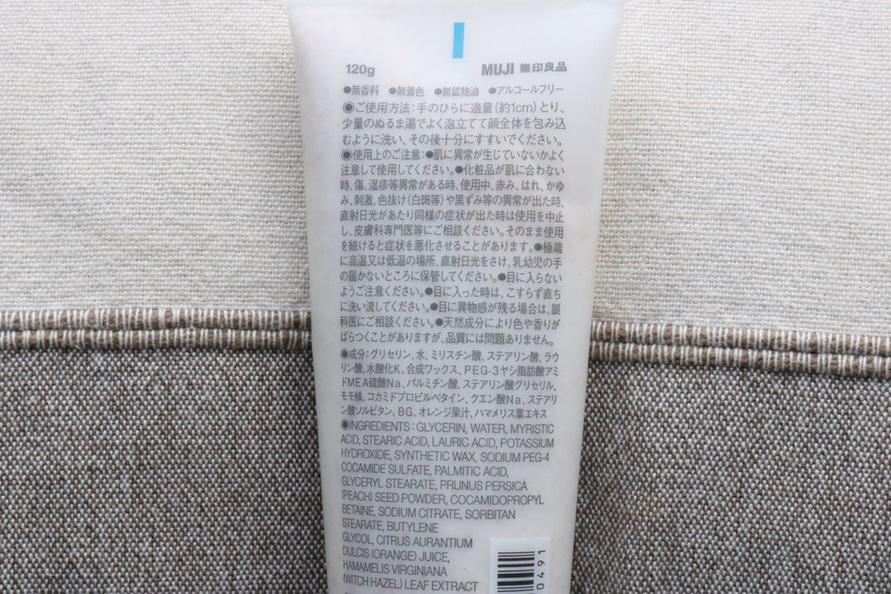 120g MUJI 無印良品
●無香料 ●無着色 ●無鉱物油 ●アルコールフリー
◉ご使用方法:手のひらに適量(約1cm)とり、
少量のぬるま湯でよく泡立てて顔全体を包み込
むように洗い、その後十分にすすいでください。
◉使用上のご注意:●肌に異常が生じていないかよく
注意して使用してください。●化粧品が肌に合わない
時、傷、湿疹等異常がある時、使用中、赤み、はれ、かゆ
み、刺激、色抜け(白斑等)や黒ずみ等の異常が出た時、
直射日光があたり同様の症状が出た時は使用を中止
し、皮膚科専門医等にご相談ください。そのまま使用
を続けると症状を悪化させることがあります。●極端
に高温又は低温の場所、直射日光をさけ、乳幼児の手
の届かないところに保管してください。●目に入らない
ようご注意ください。●目に入った時は、こすらず直ち
に洗い流してください。●目に異物感が残る場合は、眼
科医にご相談ください。●天然成分により色や香りが
ばらつくことがありますが、品質には問題ありません。
◉成分:グリセリン、水、ミリスチン酸、ステアリン酸、ラウ
リン酸、水酸化K、合成ワックス、PEG-3ヤシ脂肪酸アミ
ドMEA硫酸Na、パルミチン酸、ステアリン酸グリセリル、
モモ核、コカミドプロピルベタイン、クエン酸Na、ステアリ
ン酸ソルビタン、BG、オレンジ果汁、ハマメリス葉エキス
◉INGREDIENTS: GLYCERIN, WATER, MYRISTIC
ACID, STEARIC ACID, LAURIC ACID, POTASSIUM
HYDROXIDE, SYNTHETIC WAX, SODIUM PEG-4
COCAMIDE SULFATE, PALMITIC ACID,
GLYCERYL STEARATE, PRUNUS PERSICA
(PEACH) SEED POWDER, COCAMIDOPROPYL
BETAINE, SODIUM CITRATE, SORBITAN
STEARATE, BUTYLENE
GLYCOL, CITRUS AURANTIUM
DULCIS (ORANGE) JUICE,
HAMAMELIS VIRGINIANA
(WITCH HAZEL) LEAF EXTRACT
0491